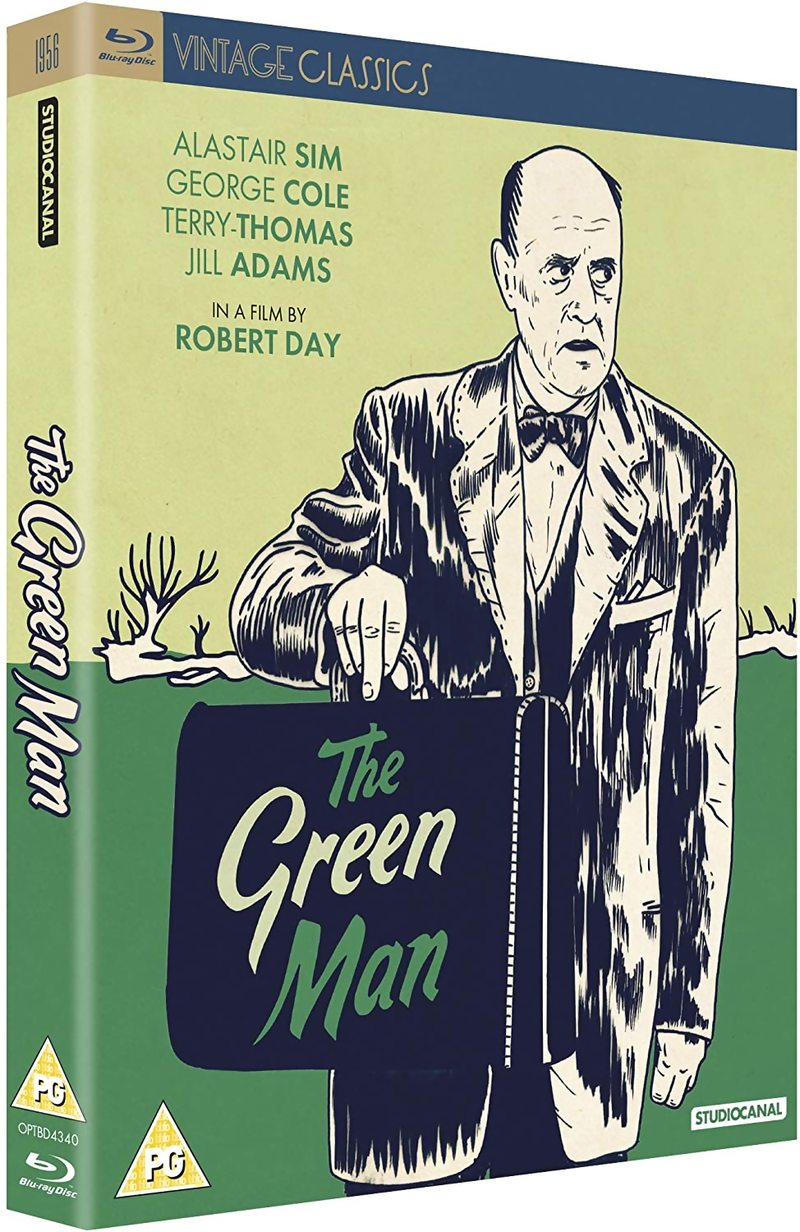 1956
Blu-ray Disc
VINTAGE CLASSICS
STUDIOCANAL
ALASTAIR SIM
GEORGE COLE
TERRY-THOMAS
JILL ADAMS
IN A FILM BY
ROBERT DAY
The Green Man
The
Green
Man
PG
OPTBD4340
Blu-ray Disc
PG
STUDIOCANAL